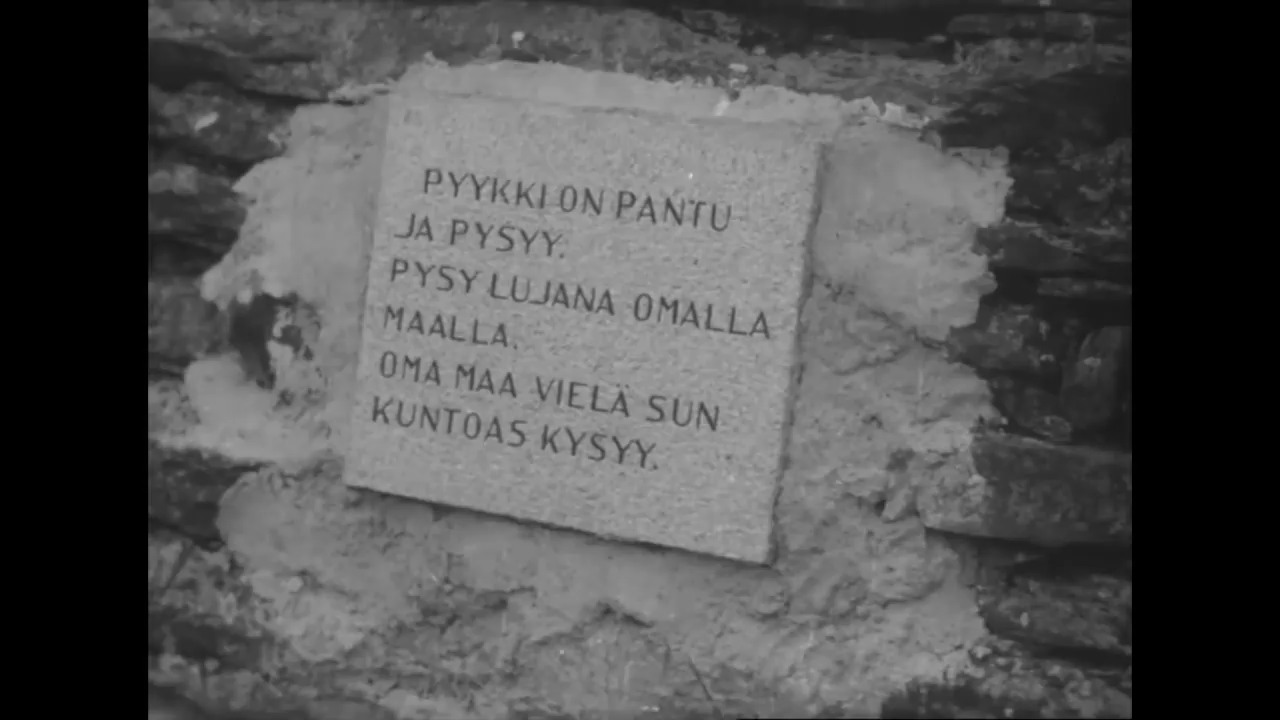 PYYKKI ON PANTU
JA PYSYY.
PYSY LUJANA OMALLA
MAALLA.
OMA MAA VIELÄ SUN
KUNTOAS KYSYY.